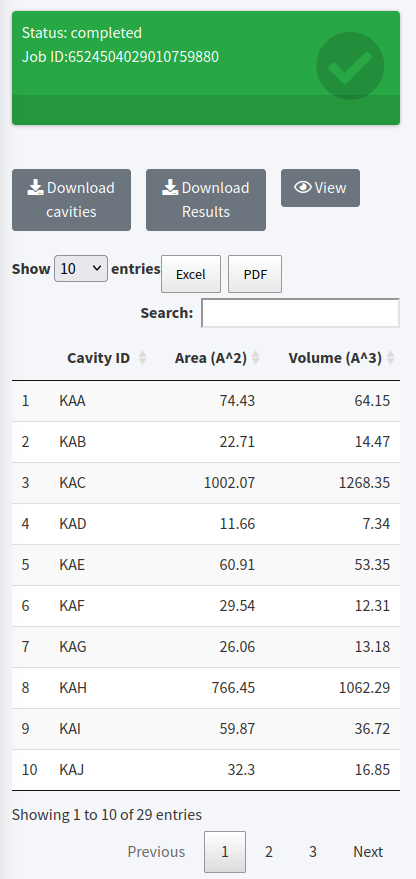 Status: completed
Job ID:6524504029010759880
Download cavities
Download Results
View
Show 10 entries Excel PDF
Search:
Cavity ID Area (A^2) Volume (A^3)
1 KAA 74.43 64.15
2 KAB 22.71 14.47
3 KAC 1002.07 1268.35
4 KAD 11.66 7.34
5 KAE 60.91 53.35
6 KAF 29.54 12.31
7 KAG 26.06 13.18
8 KAH 766.45 1062.29
9 KAI 59.87 36.72
10 KAJ 32.3 16.85
Showing 1 to 10 of 29 entries
Previous 1 2 3 Next